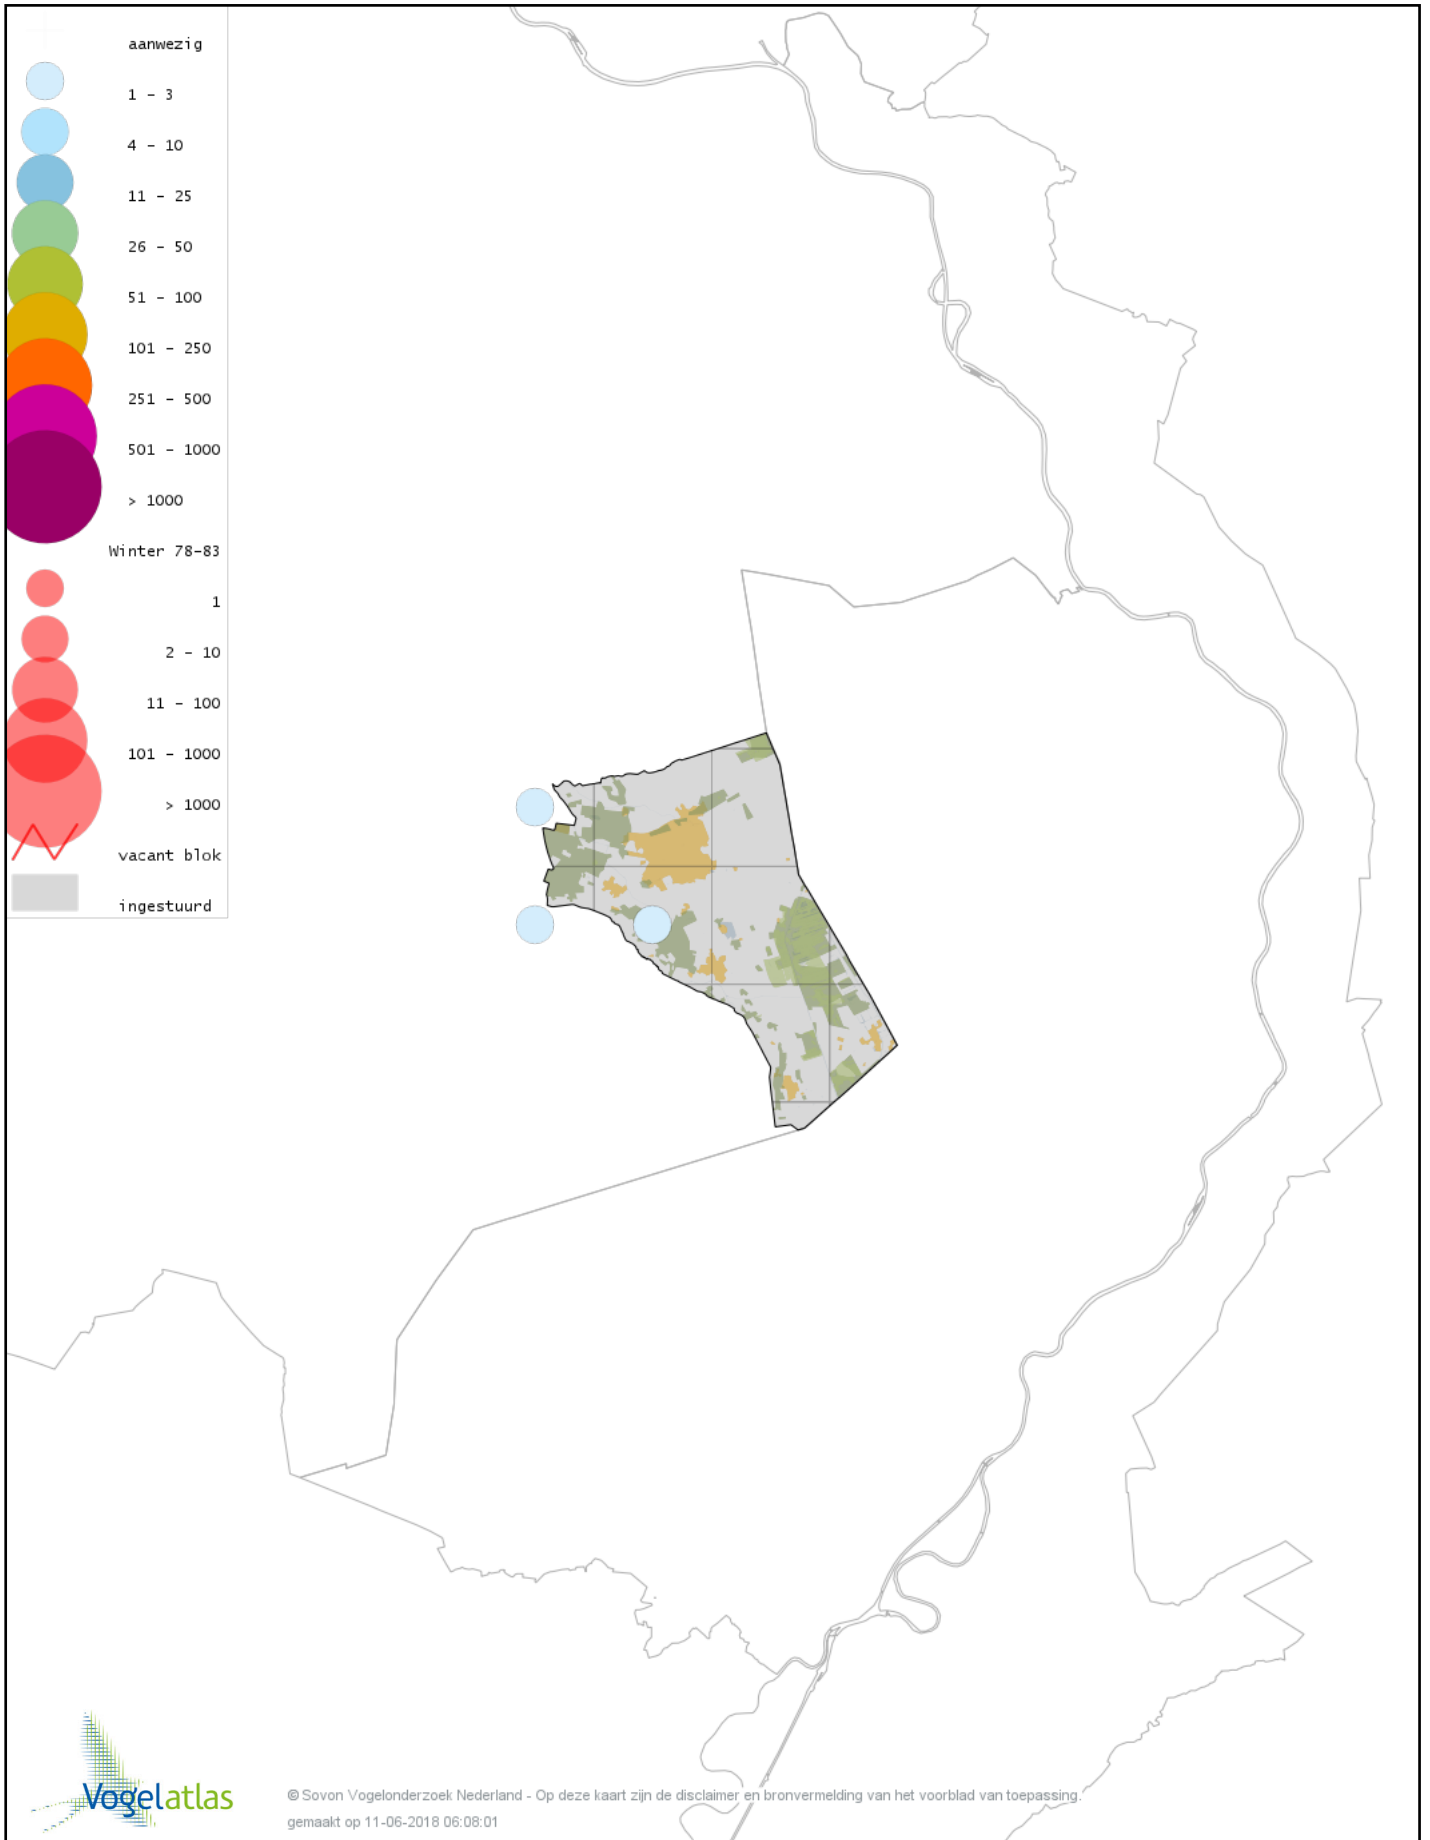 aanwezig
1 - 3
4 - 10
11 - 25
26 - 50
51 - 100
101 - 250
251 - 500
501 - 1000
> 1000
Winter 78-83
1
2 - 10
11 - 100
101 - 1000
> 1000
vacant blok
ingestuurd
Vogelatlas
© Sovon Vogelonderzoek Nederland - Op deze kaart zijn de disclaimer en bronvermelding van het voorblad van toepassing.
gemaakt op 11-06-2018 06:08:01